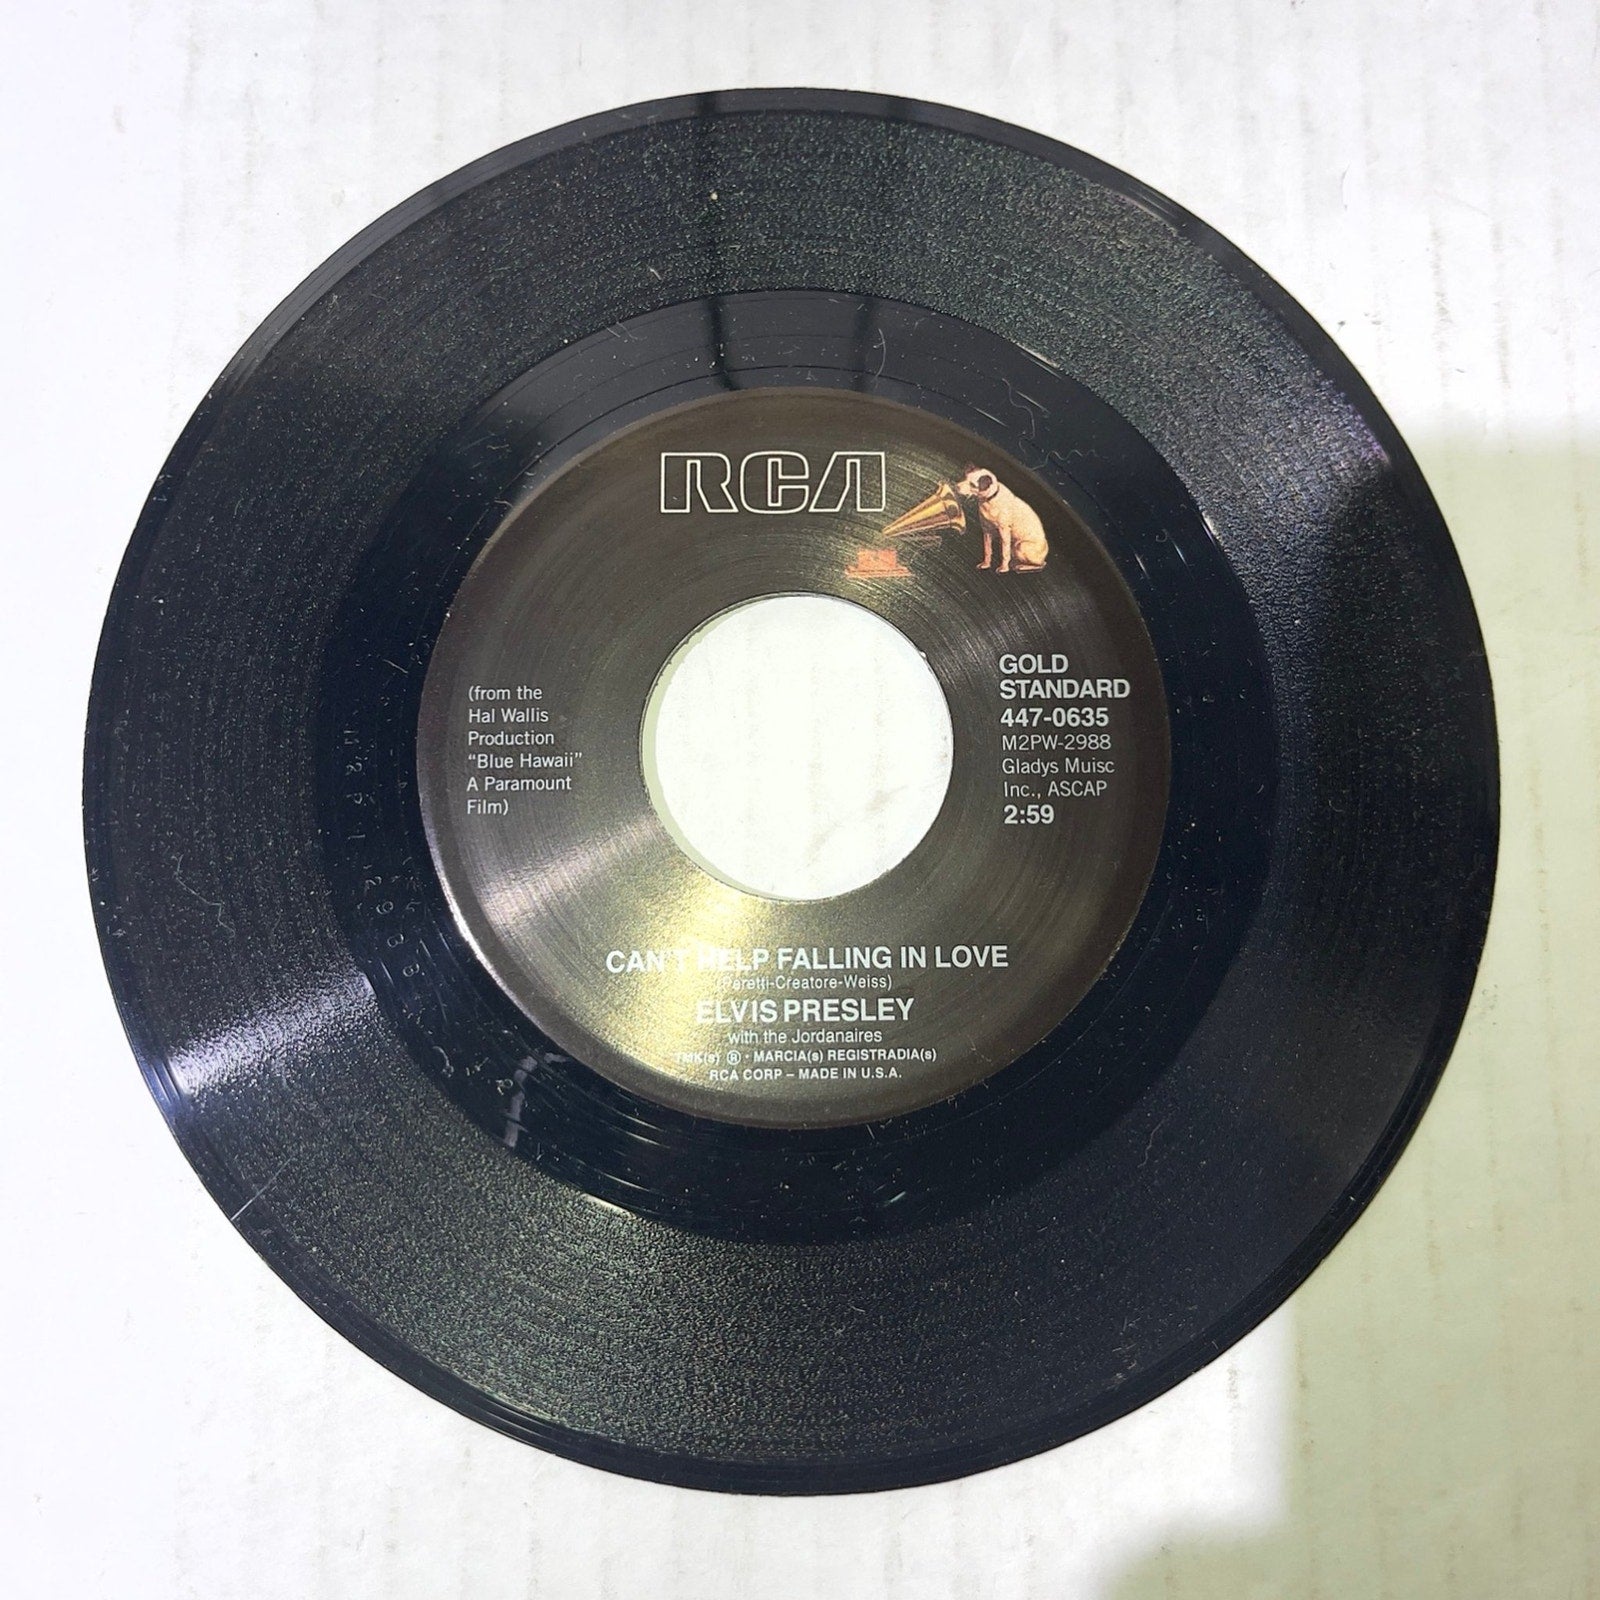 RCA
(from the
Hal Wallis
Production
“Blue Hawaii”
A Paramount
Film)
GOLD
STANDARD
447-0635
M2PW-2988
Gladys Muisc
Inc., ASCAP
2:59
CAN'T HELP FALLING IN LOVE
(Peretti-Creatore-Weiss)
ELVIS PRESLEY
with the Jordanaires
TMK(s) ® • MARCIA(s) REGISTRADIA(s)
RCA CORP – MADE IN U.S.A.